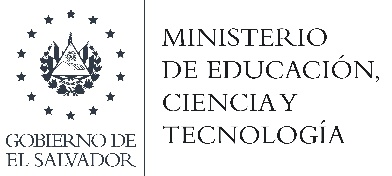 GOBIERNO DE
EL SALVADOR
MINISTERIO
DE EDUCACIÓN,
CIENCIA Y
TECNOLOGÍA